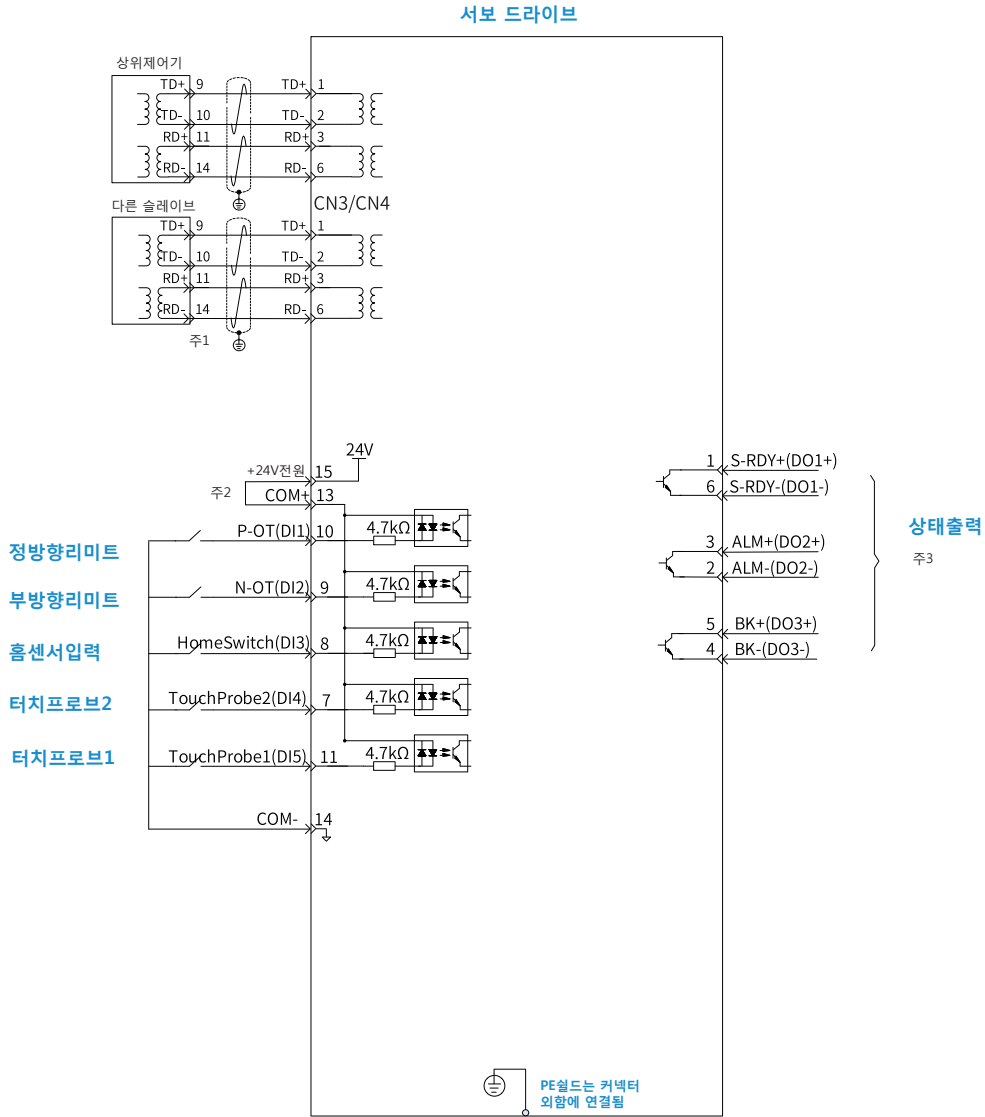 서보 드라이브
상위제어기
TD+ 9 TD+ 1
TD- 10 TD- 2
RD+ 11 RD+ 3
RD- 14 RD- 6
다른 슬레이브
CN3/CN4
TD+ 9 TD+ 1
TD- 10 TD- 2
RD+ 11 RD+ 3
RD- 14 RD- 6
주1
24V
+24V전원 15
주2
COM+ 13
정방향리미트
P-OT(DI1) 10 4.7kΩ
부방향리미트
N-OT(DI2) 9 4.7kΩ
홈센서입력
HomeSwitch(DI3) 8 4.7kΩ
터치프로브2
TouchProbe2(DI4) 7 4.7kΩ
터치프로브1
TouchProbe1(DI5) 11 4.7kΩ
COM- 14
1 S-RDY+(DO1+)
6 S-RDY-(DO1-)
3 ALM+(DO2+)
2 ALM-(DO2-)
5 BK+(DO3+)
4 BK-(DO3-)
상태출력
주3
PE쉴드는 커넥터
외함에 연결됨